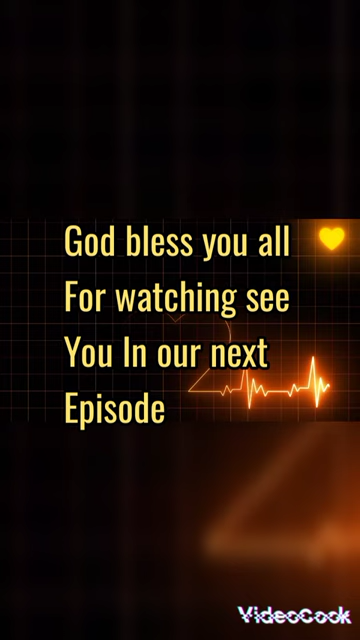 God bless you all
For watching see
You In our next
Episode
VideoCook